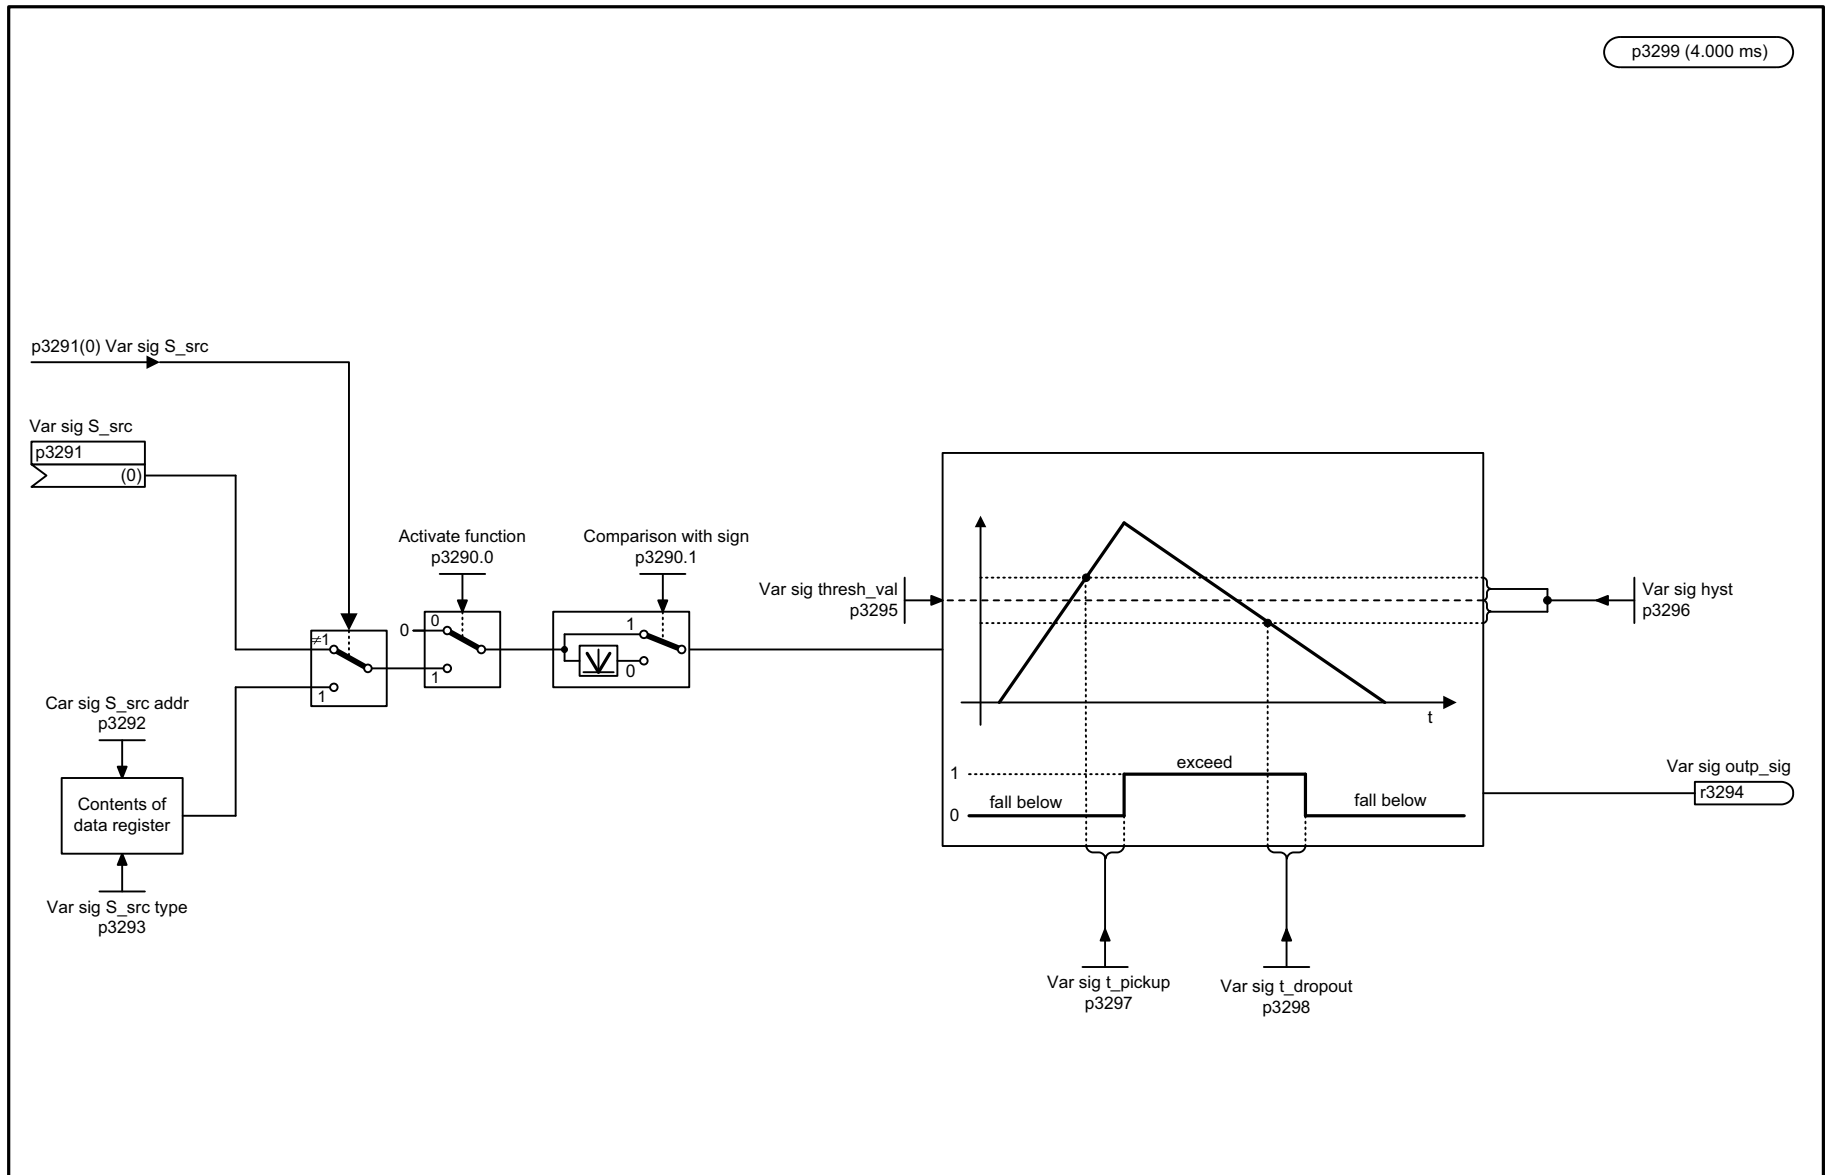 p3299 (4.000 ms)
p3291(0) Var sig S_src
Var sig S_src
p3291
(0)
Activate function
p3290.0
Comparison with sign
p3290.1
Var sig thresh_val
p3295
Var sig hyst
p3296
≠1
1
0
0
1
1
0
t
Car sig S_src addr
p3292
Contents of
data register
Var sig S_src type
p3293
1
exceed
fall below
fall below
0
Var sig outp_sig
r3294
Var sig t_pickup
p3297
Var sig t_dropout
p3298